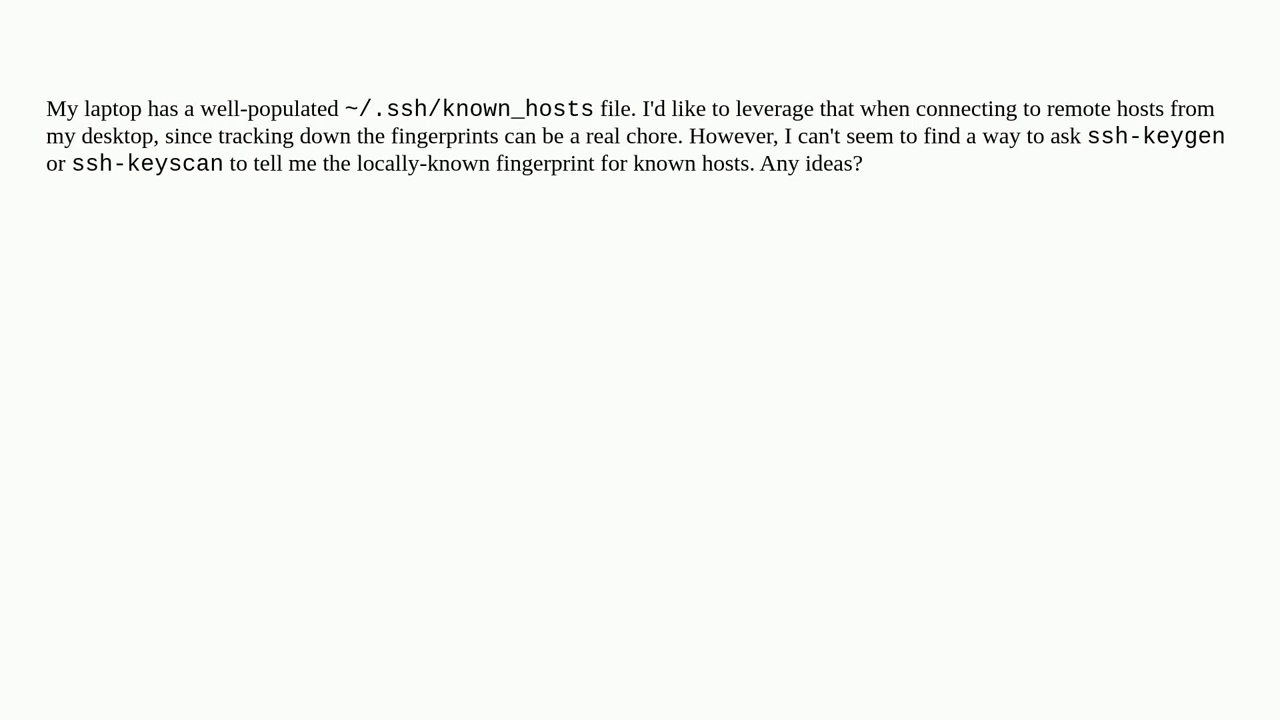 My laptop has a well-populated ~/.ssh/known_hosts file. I'd like to leverage that when connecting to remote hosts from
my desktop, since tracking down the fingerprints can be a real chore. However, I can't seem to find a way to ask ssh-keygen
or ssh-keyscan to tell me the locally-known fingerprint for known hosts. Any ideas?